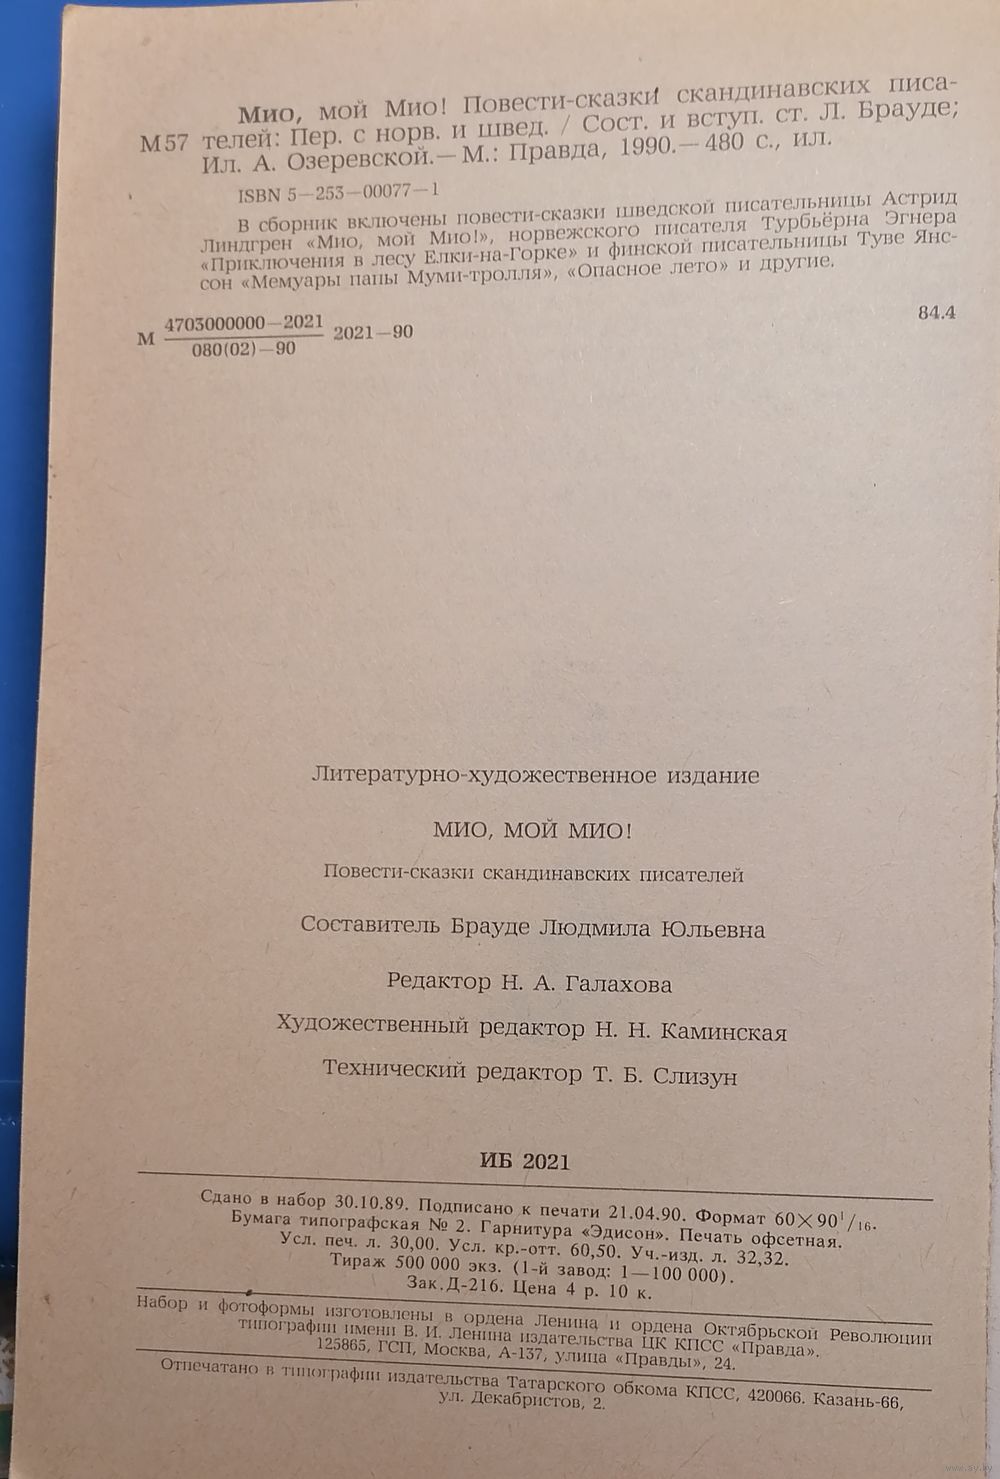 Мио, мой Мио! Повести-сказки скандинавских писа-
М57 телей: Пер. с норв. и швед. / Сост. и вступ. ст. Л. Брауде;
Ил. А. Озеревской.— М.: Правда, 1990.— 480 с., ил.
ISBN 5—253—00077—1
В сборник включены повести-сказки шведской писательницы Астрид
Линдгрен «Мио, мой Мио!», норвежского писателя Турбьёрна Эгнера
«Приключения в лесу Елки-на-Горке» и финской писательницы Туве Янс-
сон «Мемуары папы Муми-тролля», «Опасное лето» и другие.
М 4703000000—2021
080(02)—90
2021—90
84.4
Литературно-художественное издание
МИО, МОЙ МИО!
Повести-сказки скандинавских писателей
Составитель Брауде Людмила Юльевна
Редактор Н. А. Галахова
Художественный редактор Н. Н. Каминская
Технический редактор Т. Б. Слизун
ИБ 2021
Сдано в набор 30.10.89. Подписано к печати 21.04.90. Формат 60×90¹/₁₆.
Бумага типографская № 2. Гарнитура «Эдисон». Печать офсетная.
Усл. печ. л. 30,00. Усл. кр.-отт. 60,50. Уч.-изд. л. 32,32.
Тираж 500 000 экз. (1-й завод: 1—100 000).
Зак. Д-216. Цена 4 р. 10 к.
Набор и фотоформы изготовлены в ордена Ленина и ордена Октябрьской Революции
типографии имени В. И. Ленина издательства ЦК КПСС «Правда».
125865, ГСП, Москва, А-137, улица «Правды», 24.
Отпечатано в типографии издательства Татарского обкома КПСС, 420066. Казань-66,
ул. Декабристов, 2.
www.ay.by